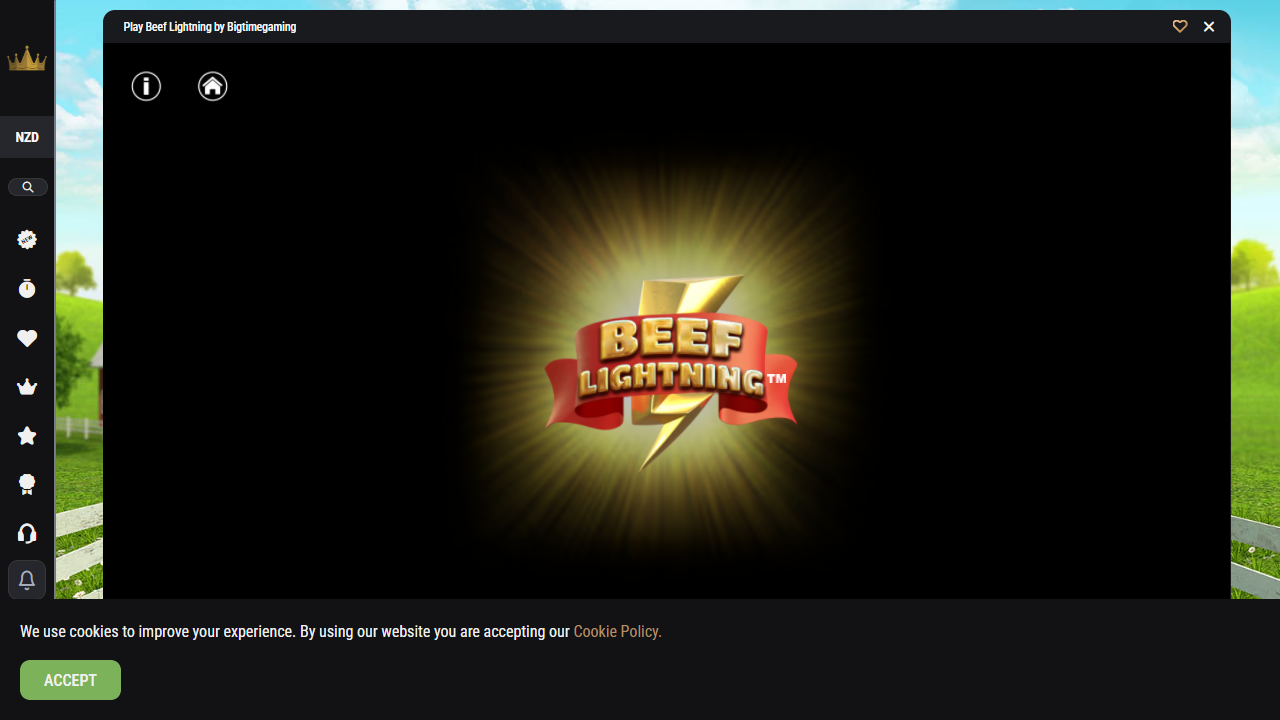 Play Beef Lightning by Bigtimegaming
NZD
NEW
BEEF
LIGHTNING™
We use cookies to improve your experience. By using our website you are accepting our Cookie Policy.
ACCEPT